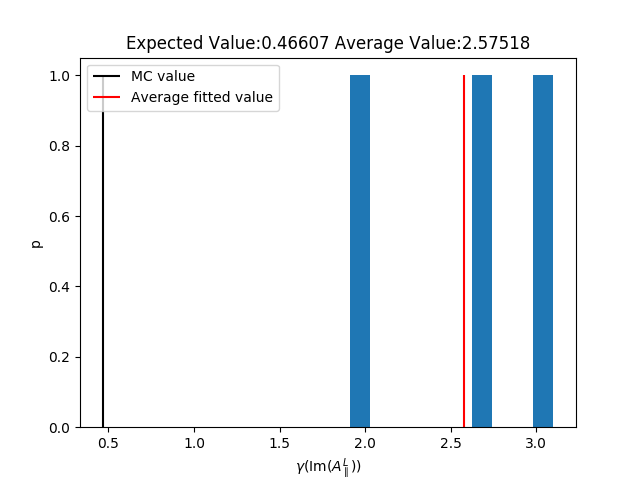 Expected Value:0.46607 Average Value:2.57518
MC value
Average fitted value
1.0
0.8
0.6
0.4
0.2
0.0
p
0.5 1.0 1.5 2.0 2.5 3.0
γ(Im(A^L_∥))